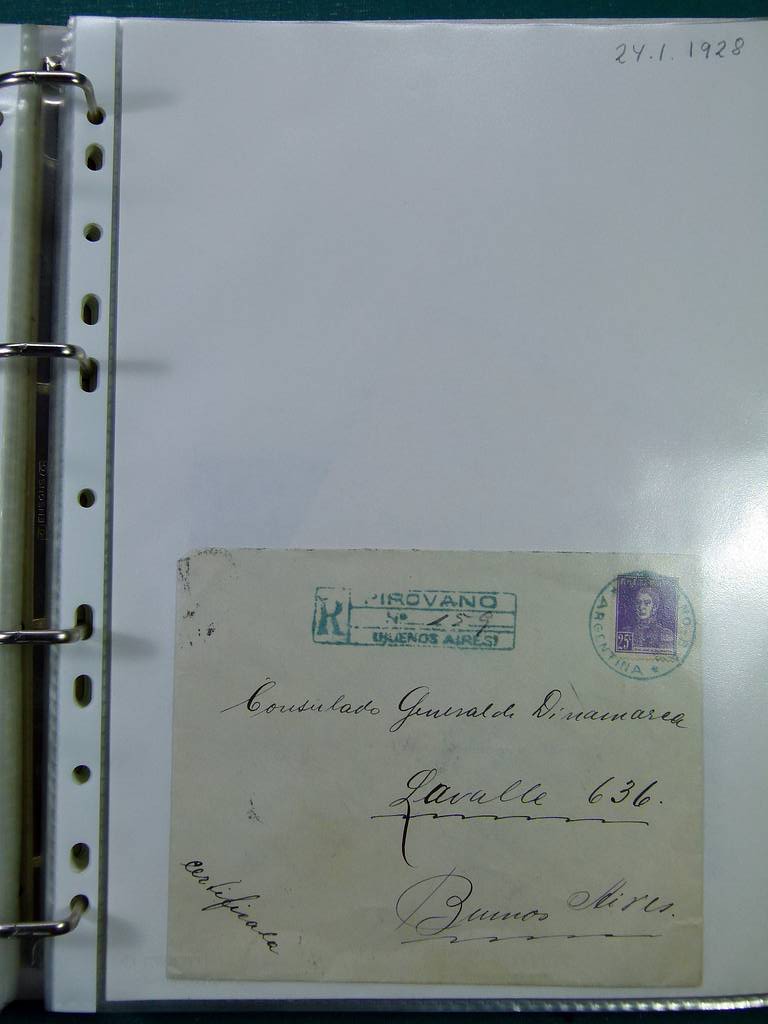 24.1.1928
R
PIROVANO
Nº 159
(BUENOS AIRES)
25
ARGENTINA
Consulado General de Dinamarca
Lavalle 636.
certificada
Buenos Aires.